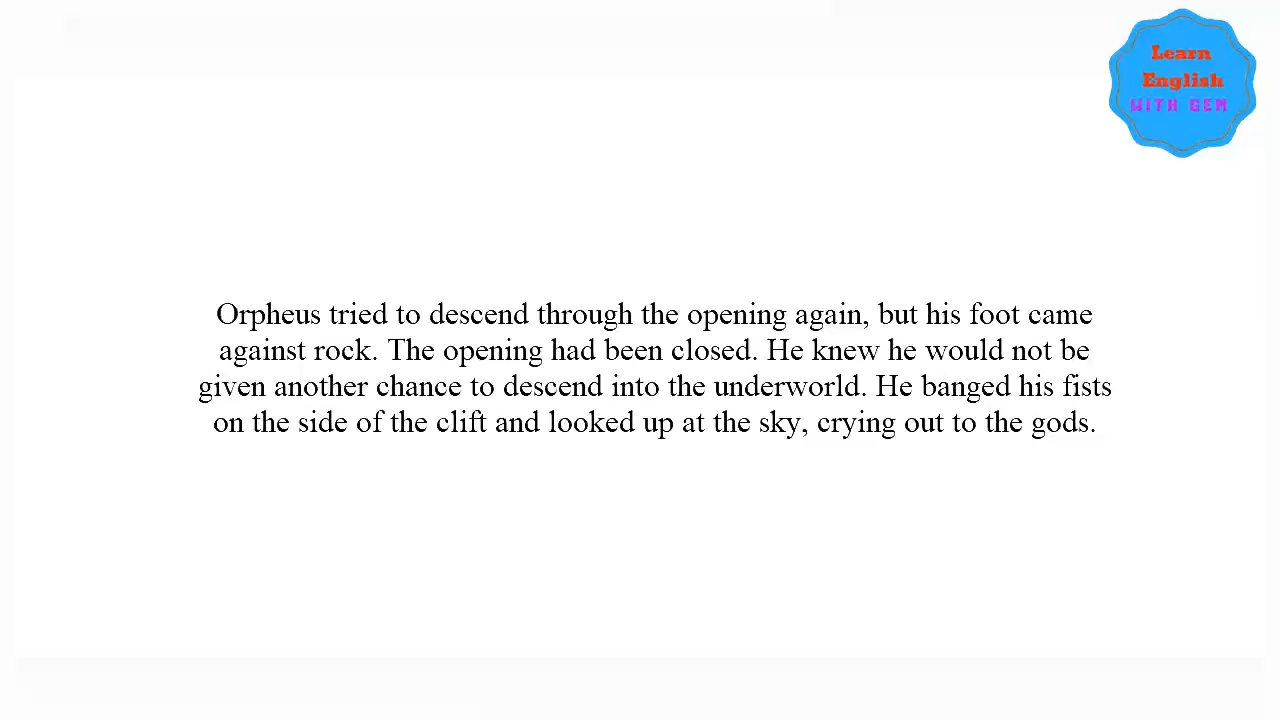 Learn
English
WITH GEM
Orpheus tried to descend through the opening again, but his foot came
against rock. The opening had been closed. He knew he would not be
given another chance to descend into the underworld. He banged his fists
on the side of the clift and looked up at the sky, crying out to the gods.